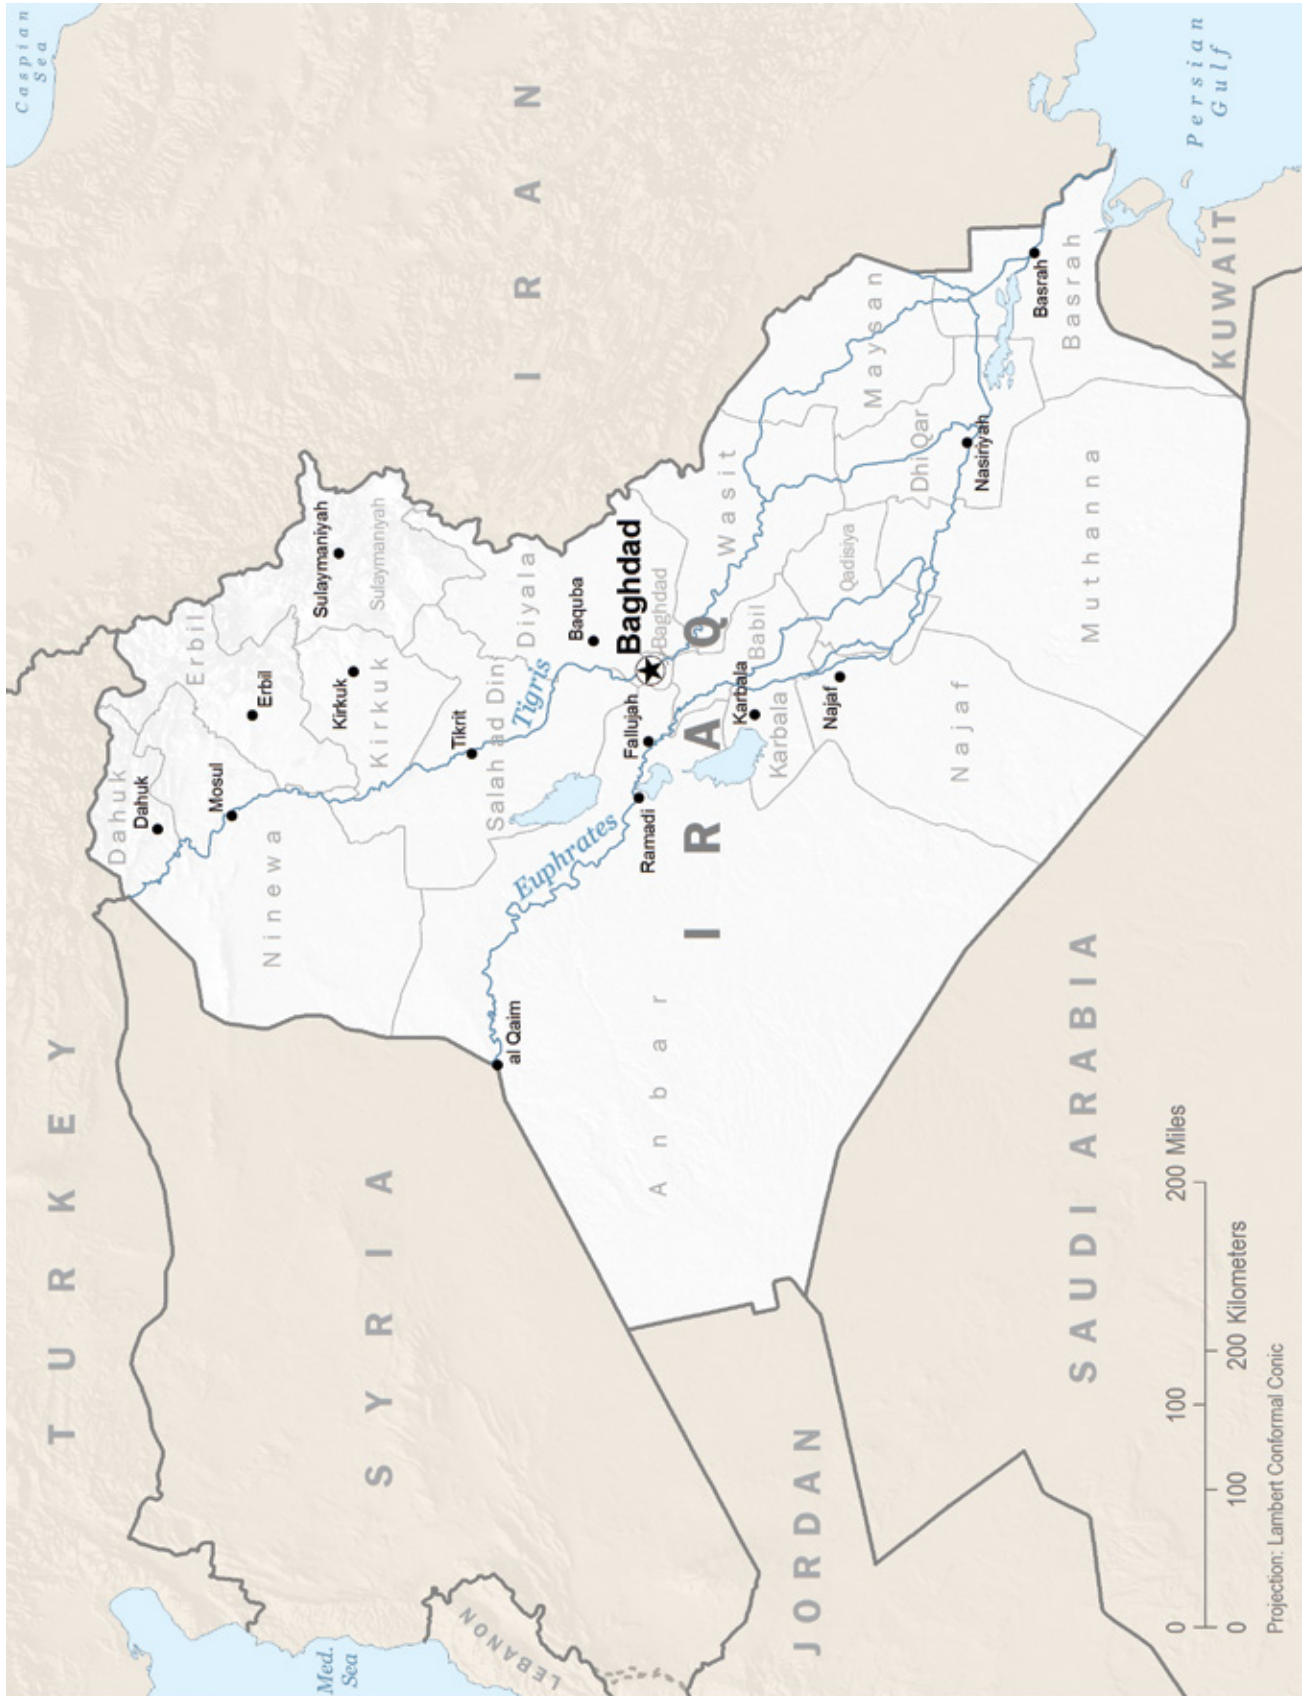 Caspian
Sea
TURKEY
Dahuk
Dahuk
Mosul
Erbil
Erbil
Ninewa
Sulaymaniyah
Sulaymaniyah
Kirkuk
Kirkuk
SYRIA
IRAN
Tikrit
Salah ad Din
Tigris
Diyala
al Qaim
Euphrates
Baquba
Med.
Sea
LEBANON
Ramadi
Fallujah
Baghdad
Baghdad
Anbar
IRAQ
Wasit
Karbala
Karbala
Babil
JORDAN
Najaf
Najaf
Qadisiya
Maysan
Dhi Qar
Nasiriyah
Basrah
Basrah
Muthanna
SAUDI ARABIA
KUWAIT
Persian
Gulf
0 100 200 Miles
0 100 200 Kilometers
Projection: Lambert Conformal Conic